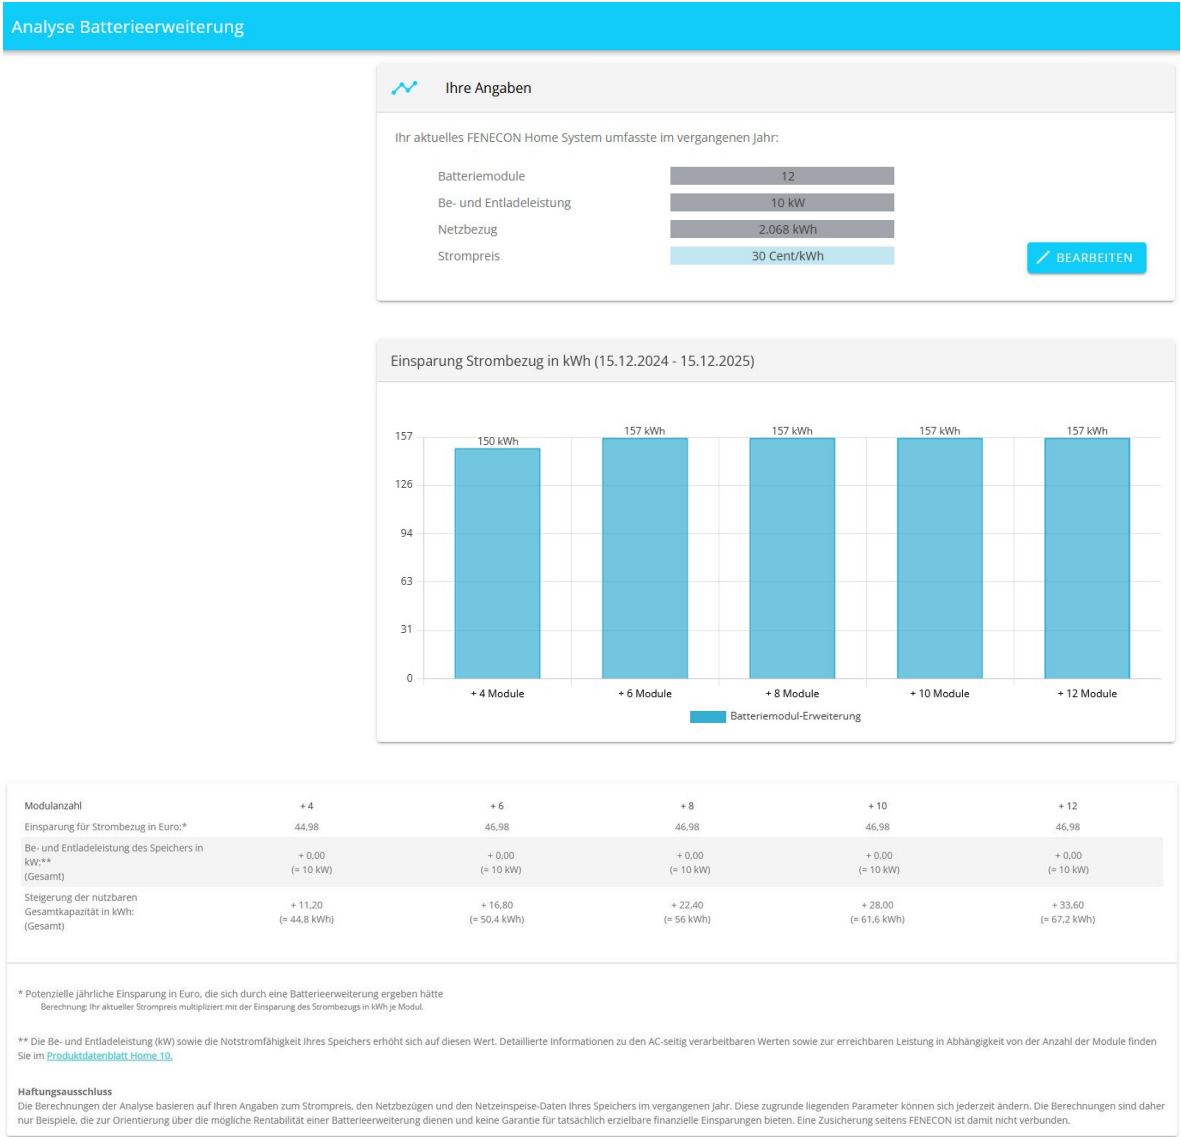 Analyse Batterieerweiterung
Ihre Angaben
Ihr aktuelles FENECON Home System umfasste im vergangenen Jahr:
Batteriemodule 12
Be- und Entladeleistung 10 kW
Netzbezug 2.068 kWh
Strompreis 30 Cent/kWh
BEARBEITEN
Einsparung Strombezug in kWh (15.12.2024 - 15.12.2025)
157 kWh 157 kWh 157 kWh 157 kWh
157
150 kWh
126
94
63
31
0
+ 4 Module + 6 Module + 8 Module + 10 Module + 12 Module
Batteriemodul-Erweiterung
Modulanzahl + 4 + 6 + 8 + 10 + 12
Einsparung für Strombezug in Euro:* 44,98 46,98 46,98 46,98 46,98
Be- und Entladeleistung des Speichers in
kW:** + 0,00 + 0,00 + 0,00 + 0,00 + 0,00
(Gesamt) (= 10 kW) (= 10 kW) (= 10 kW) (= 10 kW) (= 10 kW)
Steigerung der nutzbaren
Gesamtkapazität in kWh: + 11,20 + 16,80 + 22,40 + 28,00 + 33,60
(Gesamt) (= 44,8 kWh) (= 50,4 kWh) (= 56 kWh) (= 61,6 kWh) (= 67,2 kWh)
* Potenzielle jährliche Einsparung in Euro, die sich durch eine Batterieerweiterung ergeben hätte
Berechnung: Ihr aktueller Strompreis multipliziert mit der Einsparung des Strombezugs in kWh je Modul.
** Die Be- und Entladeleistung (kW) sowie die Notstromfähigkeit Ihres Speichers erhöht sich auf diesen Wert. Detaillierte Informationen zu den AC-seitig verarbeitbaren Werten sowie zur erreichbaren Leistung in Abhängigkeit von der Anzahl der Module finden
Sie im Produktdatenblatt Home 10.
Haftungsausschluss
Die Berechnungen der Analyse basieren auf Ihren Angaben zum Strompreis, den Netzbezügen und den Netzeinspeise-Daten Ihres Speichers im vergangenen Jahr. Diese zugrunde liegenden Parameter können sich jederzeit ändern. Die Berechnungen sind daher
nur Beispiele, die zur Orientierung über die mögliche Rentabilität einer Batterieerweiterung dienen und keine Garantie für tatsächlich erzielbare finanzielle Einsparungen bieten. Eine Zusicherung seitens FENECON ist damit nicht verbunden.